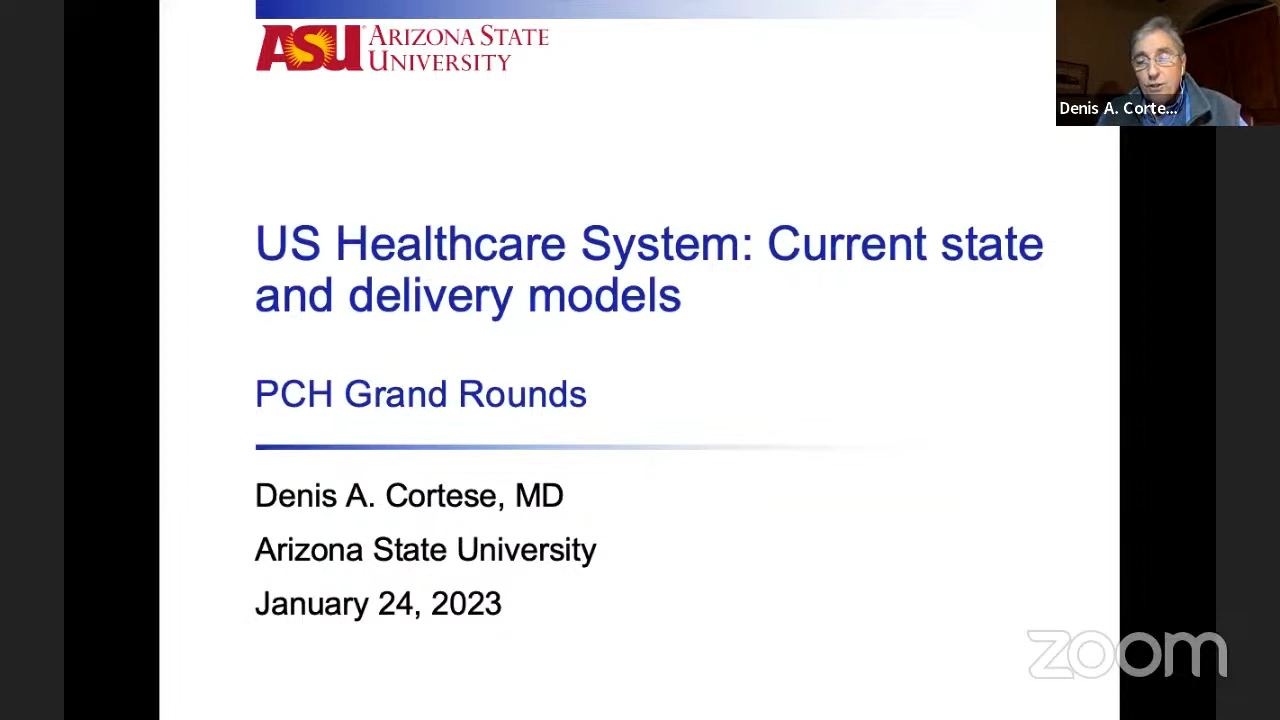 ASU ARIZONA STATE
UNIVERSITY
Denis A. Corte...
US Healthcare System: Current state
and delivery models
PCH Grand Rounds
Denis A. Cortese, MD
Arizona State University
January 24, 2023
zoom